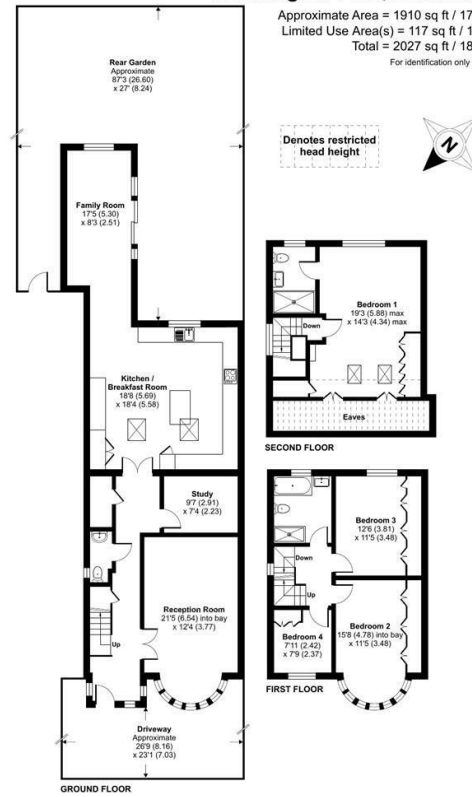 Approximate Area = 1910 sq ft / 17
Limited Use Area(s) = 117 sq ft / 1
Total = 2027 sq ft / 18
For identification only
Rear Garden
Approximate
87'3 (26.60)
x 27' (8.24)
Denotes restricted
head height
N
Family Room
17'5 (5.30)
x 8'3 (2.51)
Bedroom 1
19'3 (5.88) max
x 14'3 (4.34) max
Down
Eaves
SECOND FLOOR
Kitchen /
Breakfast Room
18'8 (5.69)
x 18'4 (5.58)
Study
9'7 (2.91)
x 7'4 (2.23)
Bedroom 3
12'6 (3.81)
x 11'5 (3.48)
Down
Up
Reception Room
21'5 (6.54) into bay
x 12'4 (3.77)
Up
Bedroom 2
15'8 (4.78) into bay
x 11'5 (3.48)
Bedroom 4
7'11 (2.42)
x 7'9 (2.37)
FIRST FLOOR
Driveway
Approximate
26'9 (8.16)
x 23'1 (7.03)
GROUND FLOOR